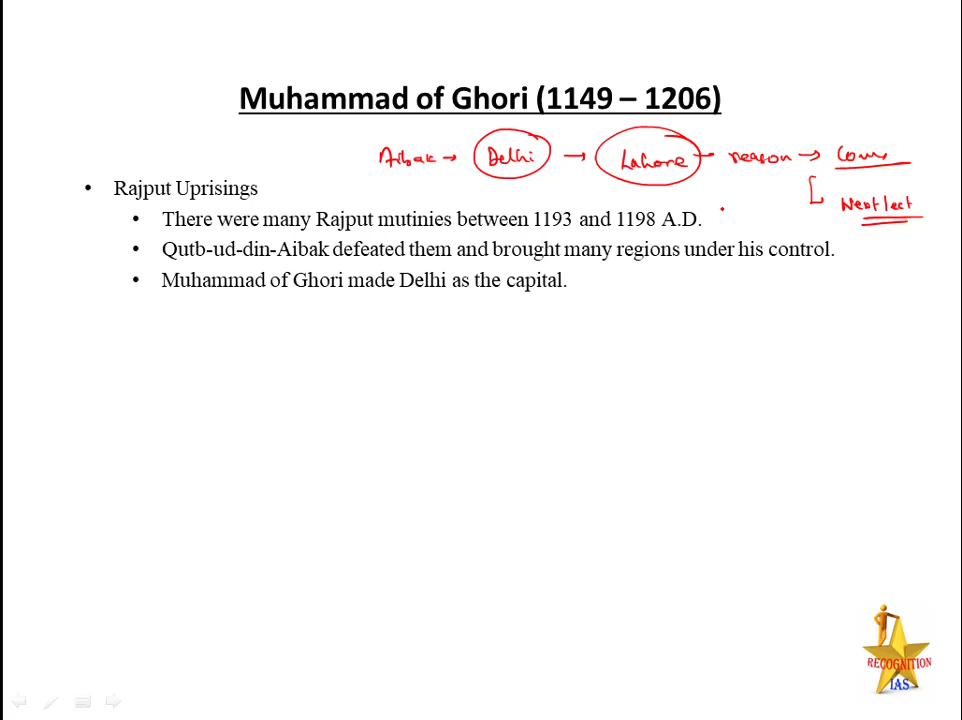 Muhammad of Ghori (1149 – 1206)
Aibak → Delhi → Lahore → reason →
• Rajput Uprisings
• There were many Rajput mutinies between 1193 and 1198 A.D.
• Qutb-ud-din-Aibak defeated them and brought many regions under his control.
• Muhammad of Ghori made Delhi as the capital.
RECOGNITION
IAS